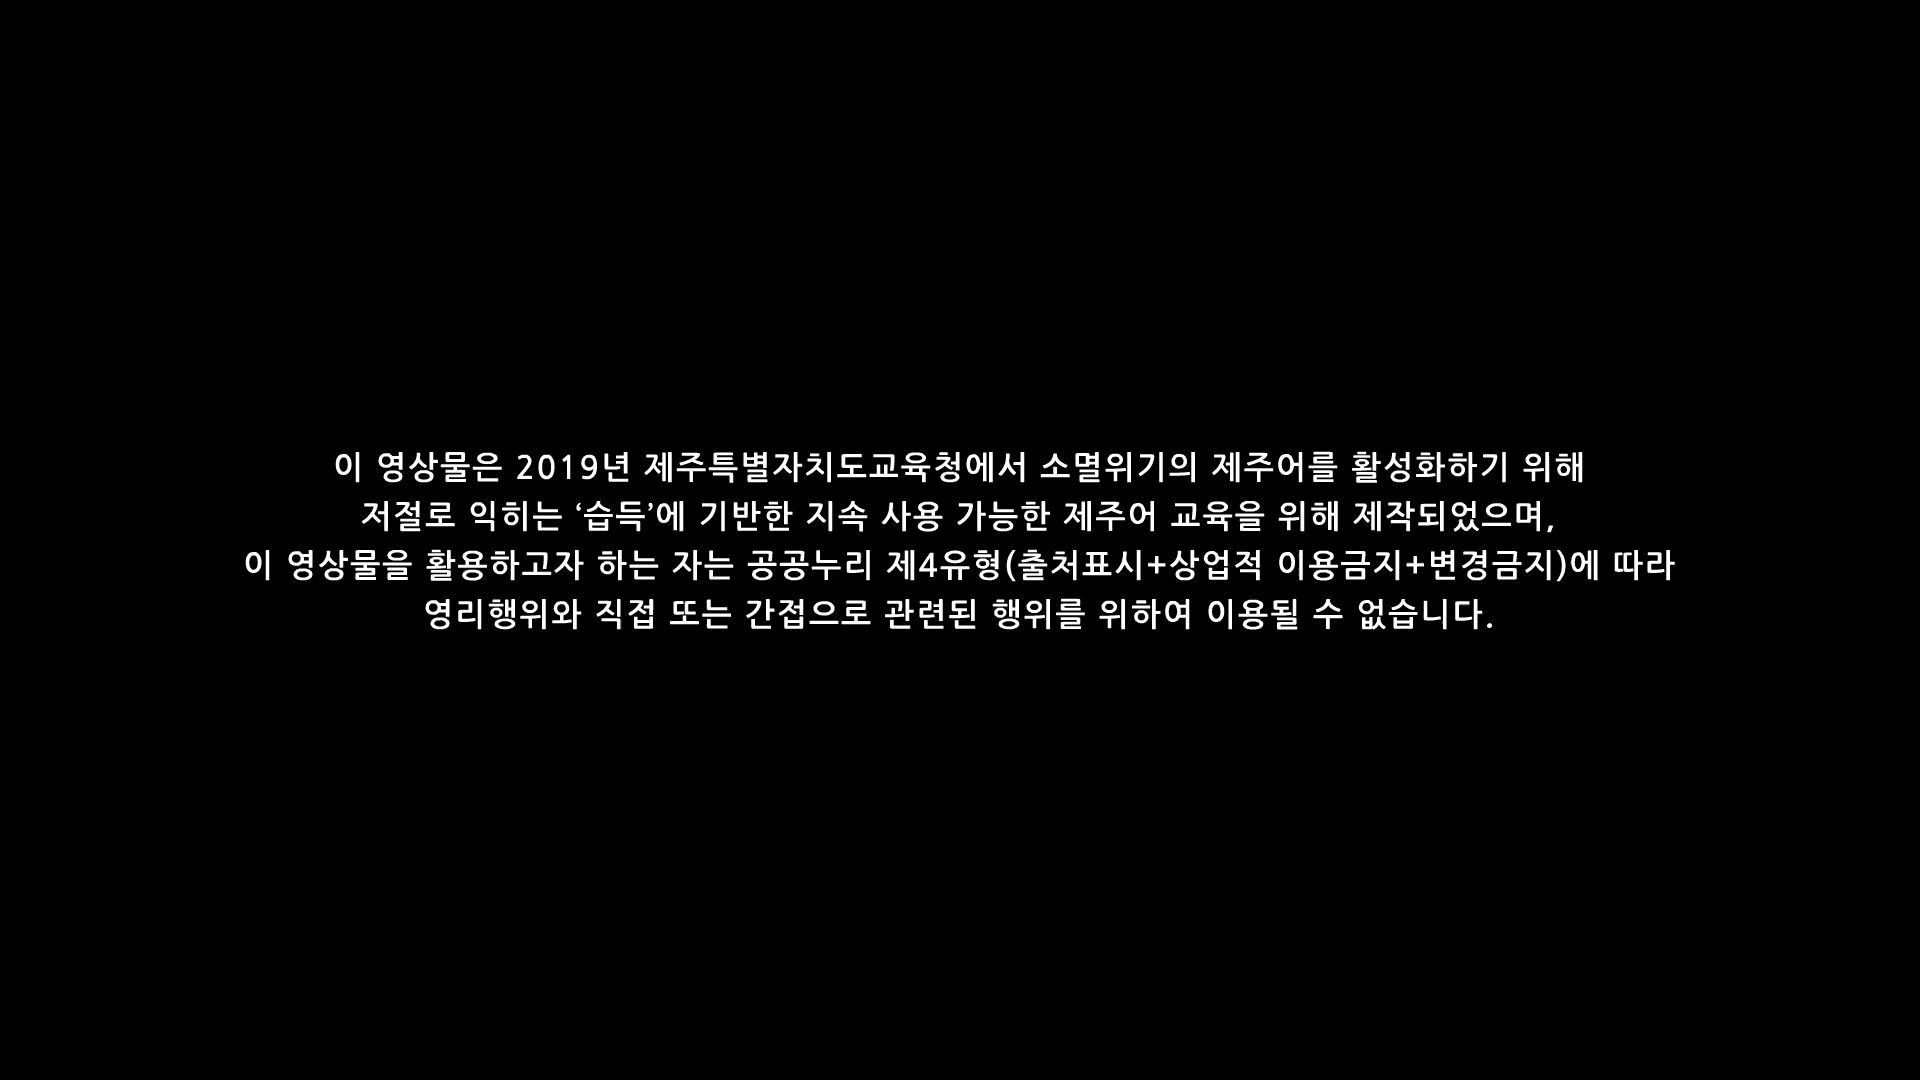 이 영상물은 2019년 제주특별자치도교육청에서 소멸위기의 제주어를 활성화하기 위해
저절로 익히는 ‘습득’에 기반한 지속 사용 가능한 제주어 교육을 위해 제작되었으며,
이 영상물을 활용하고자 하는 자는 공공누리 제4유형(출처표시+상업적 이용금지+변경금지)에 따라
영리행위와 직접 또는 간접으로 관련된 행위를 위하여 이용될 수 없습니다.